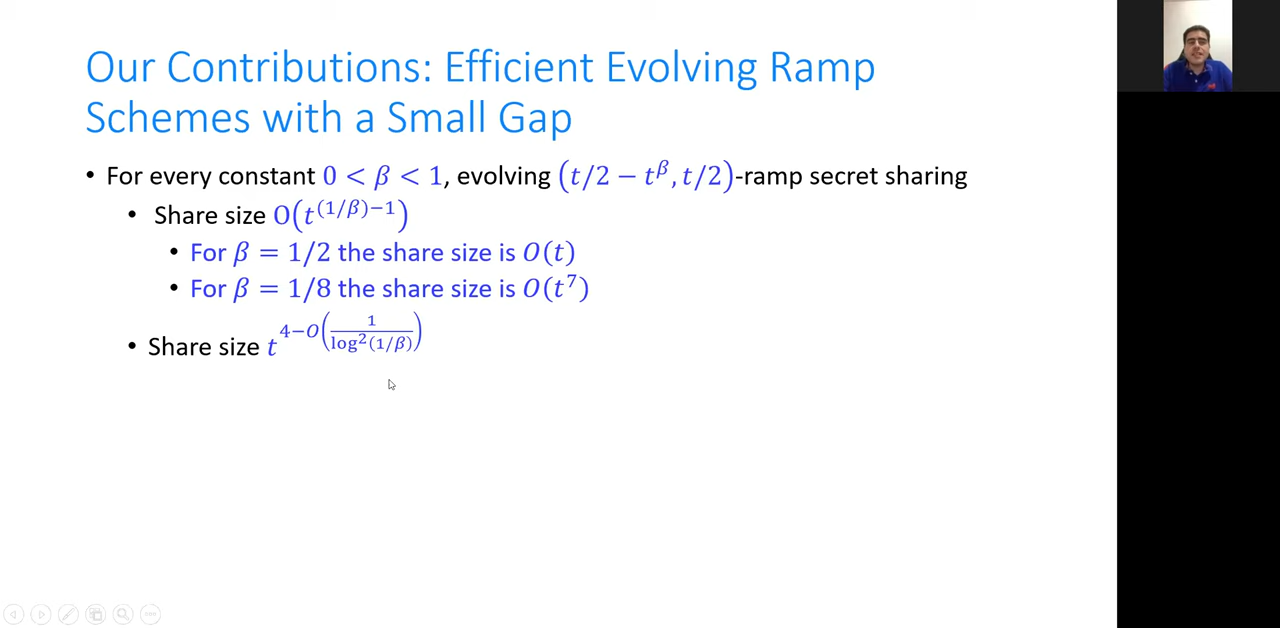 Our Contributions: Efficient Evolving Ramp
Schemes with a Small Gap
• For every constant 0 < β < 1, evolving (t/2 − t^β, t/2)-ramp secret sharing
• Share size O(t^{(1/β)−1})
• For β = 1/2 the share size is O(t)
• For β = 1/8 the share size is O(t^7)
• Share size t^{4−O(1/log^2(1/β))}